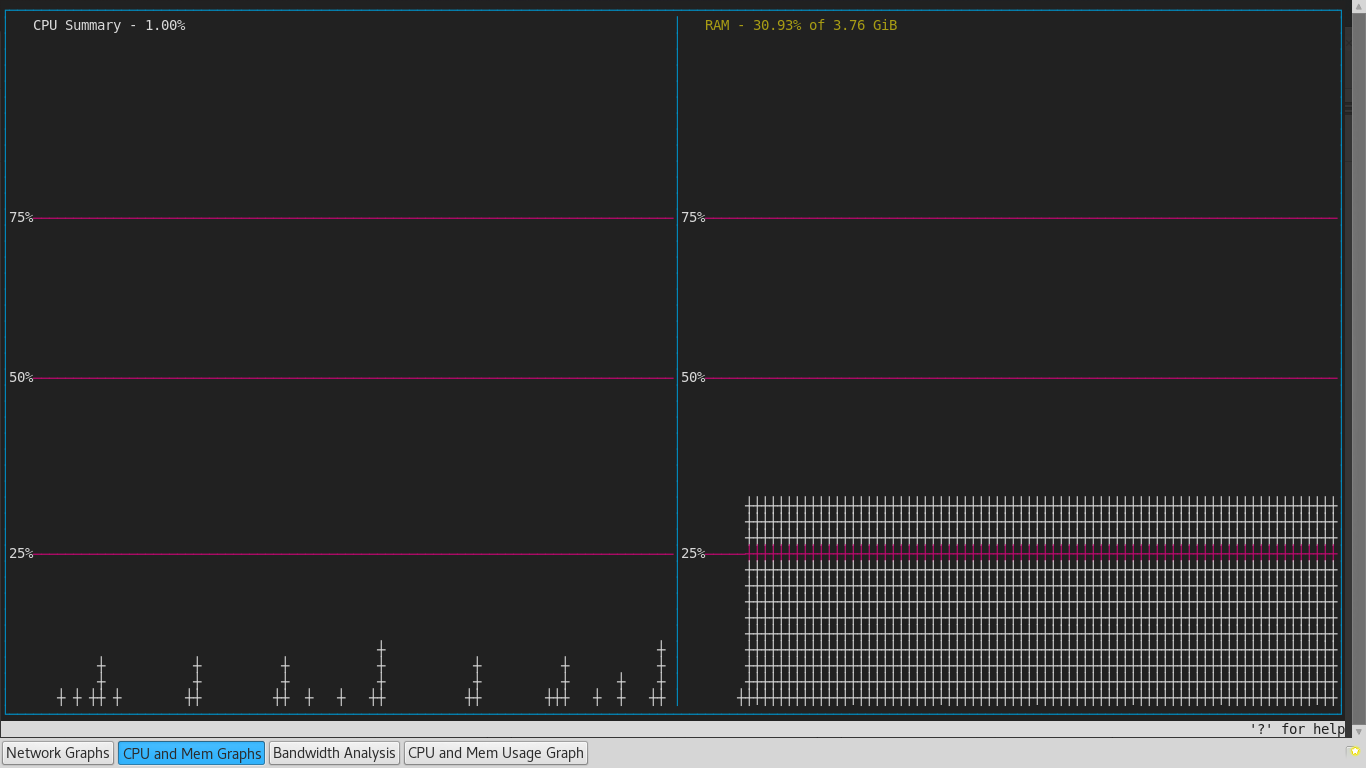 CPU Summary - 1.00%
RAM - 30.93% of 3.76 GiB
75%
75%
50%
50%
25%
25%
'?' for help
Network Graphs
CPU and Mem Graphs
Bandwidth Analysis
CPU and Mem Usage Graph